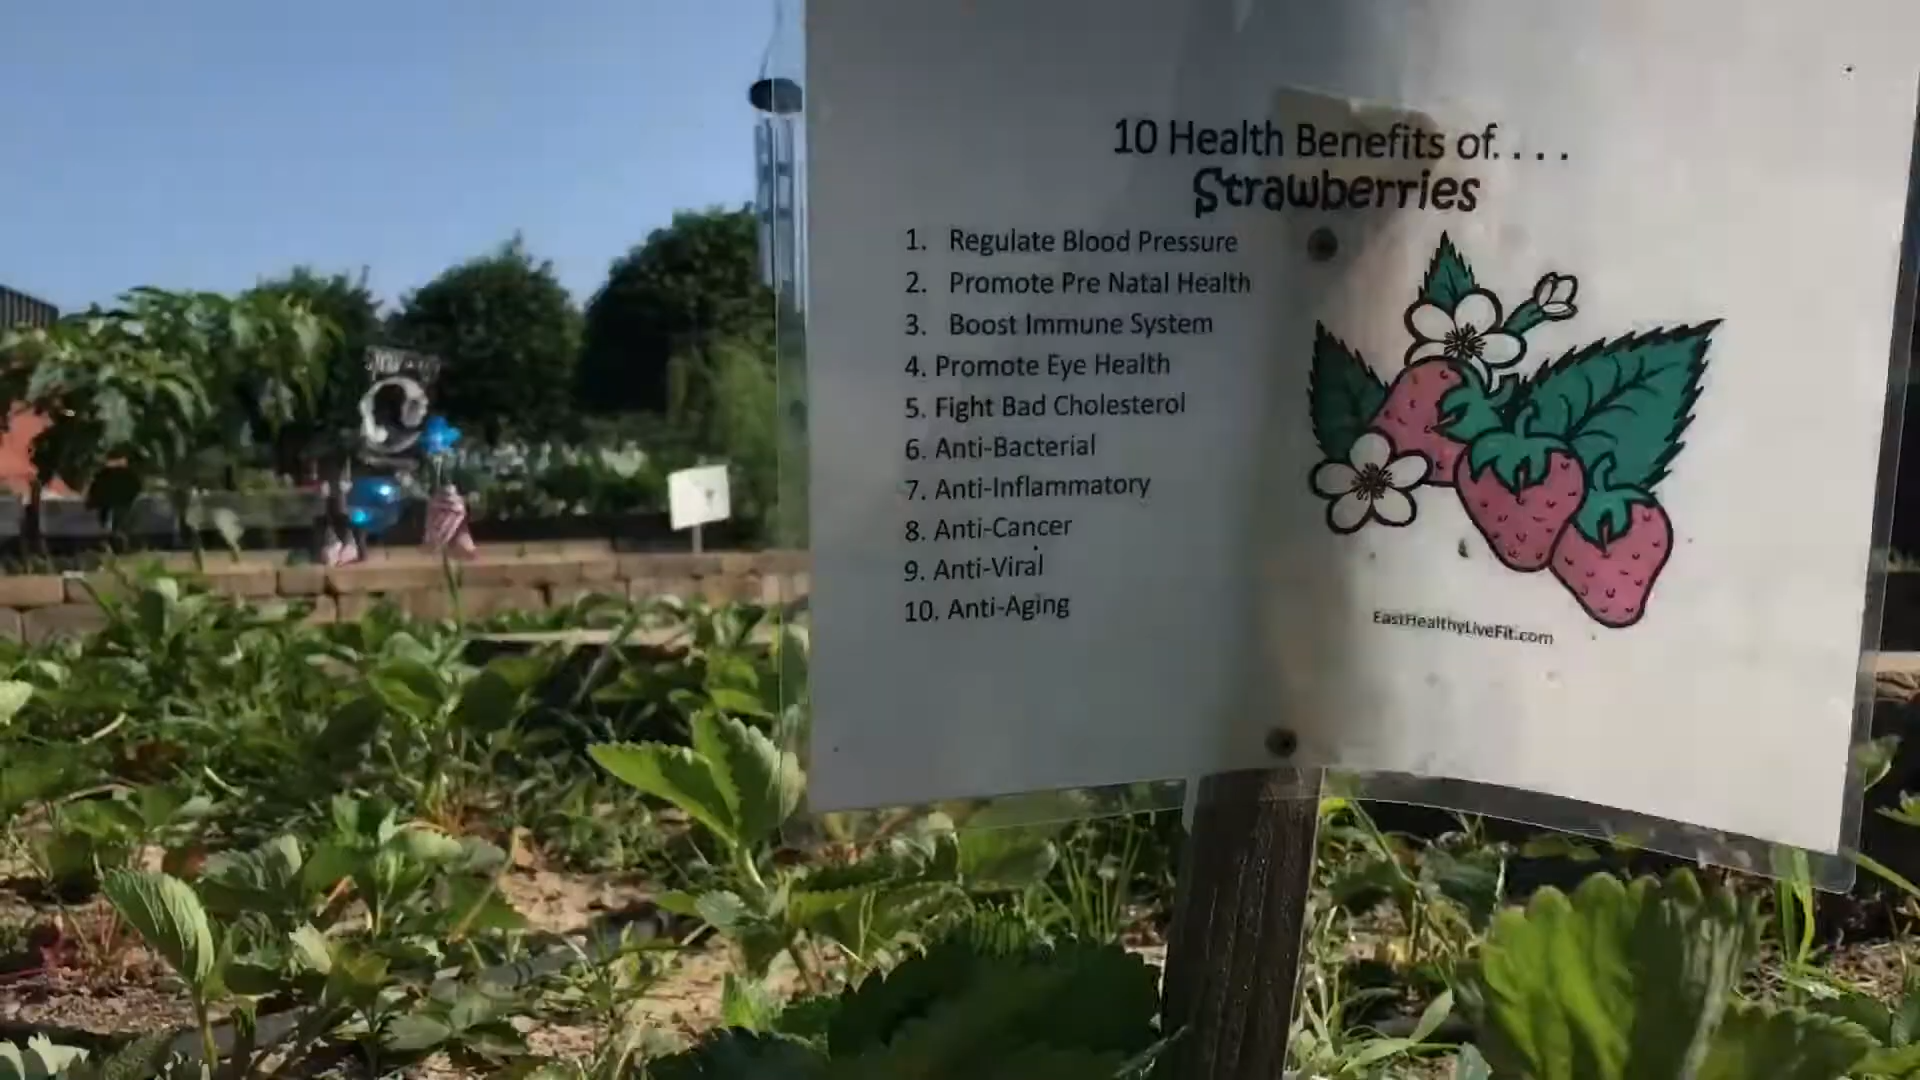 10 Health Benefits of. . . .
Strawberries
1. Regulate Blood Pressure
2. Promote Pre Natal Health
3. Boost Immune System
4. Promote Eye Health
5. Fight Bad Cholesterol
6. Anti-Bacterial
7. Anti-Inflammatory
8. Anti-Cancer
9. Anti-Viral
10. Anti-Aging
EastHealthyLiveFit.com